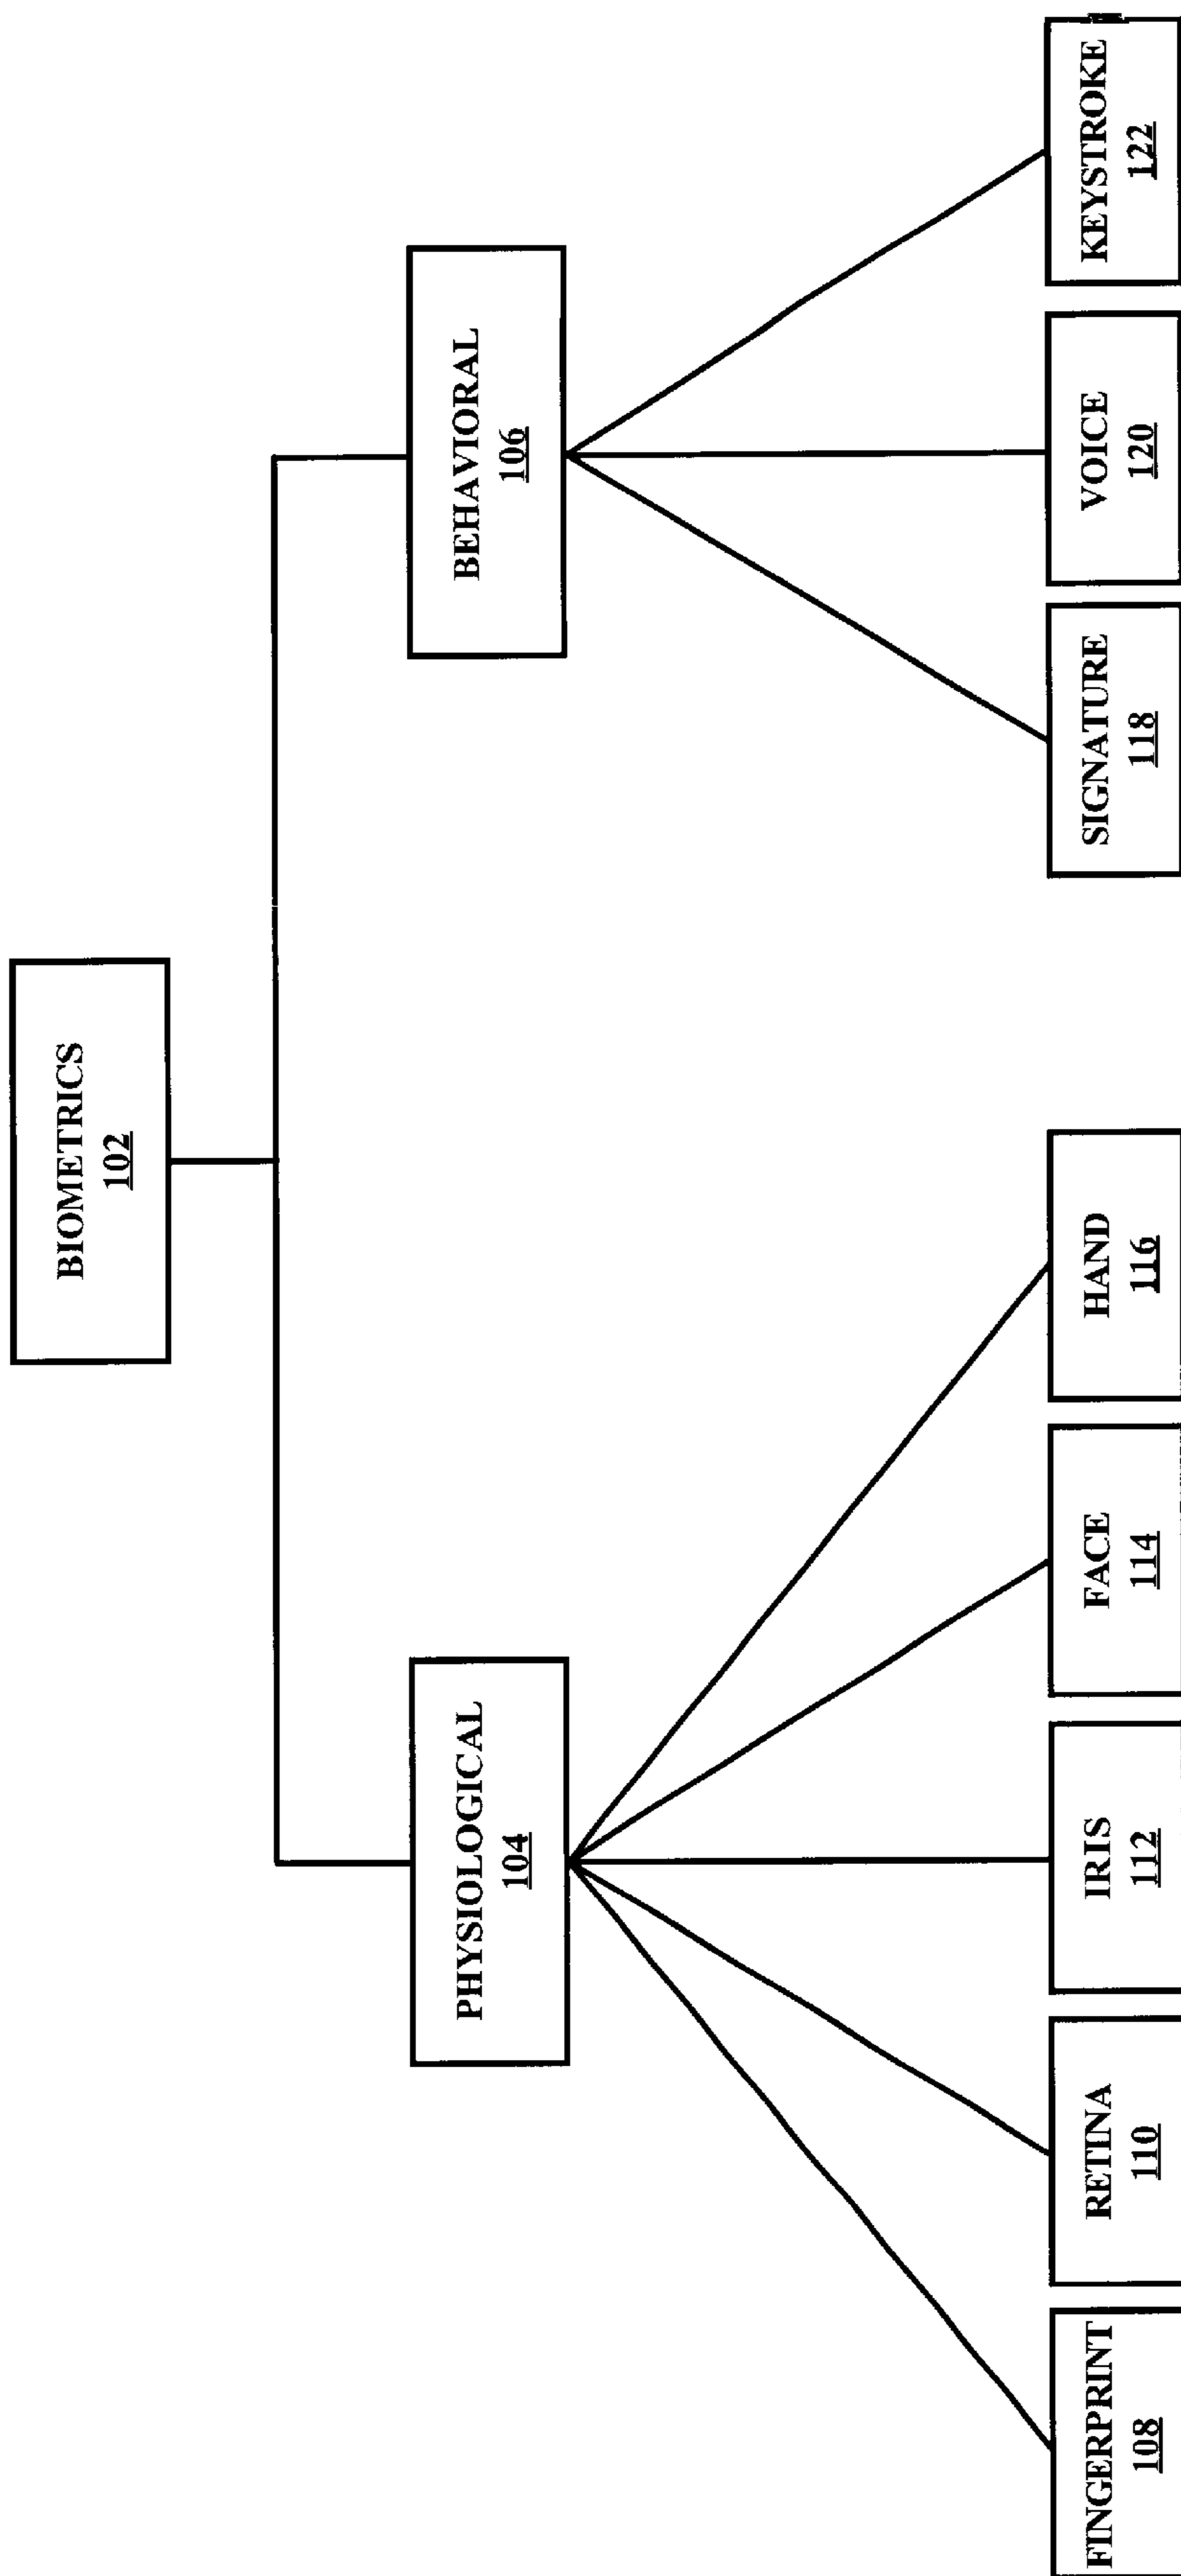 BIOMETRICS
102
PHYSIOLOGICAL
104
BEHAVIORAL
106
FINGERPRINT
108
RETINA
110
IRIS
112
FACE
114
HAND
116
SIGNATURE
118
VOICE
120
KEYSTROKE
122